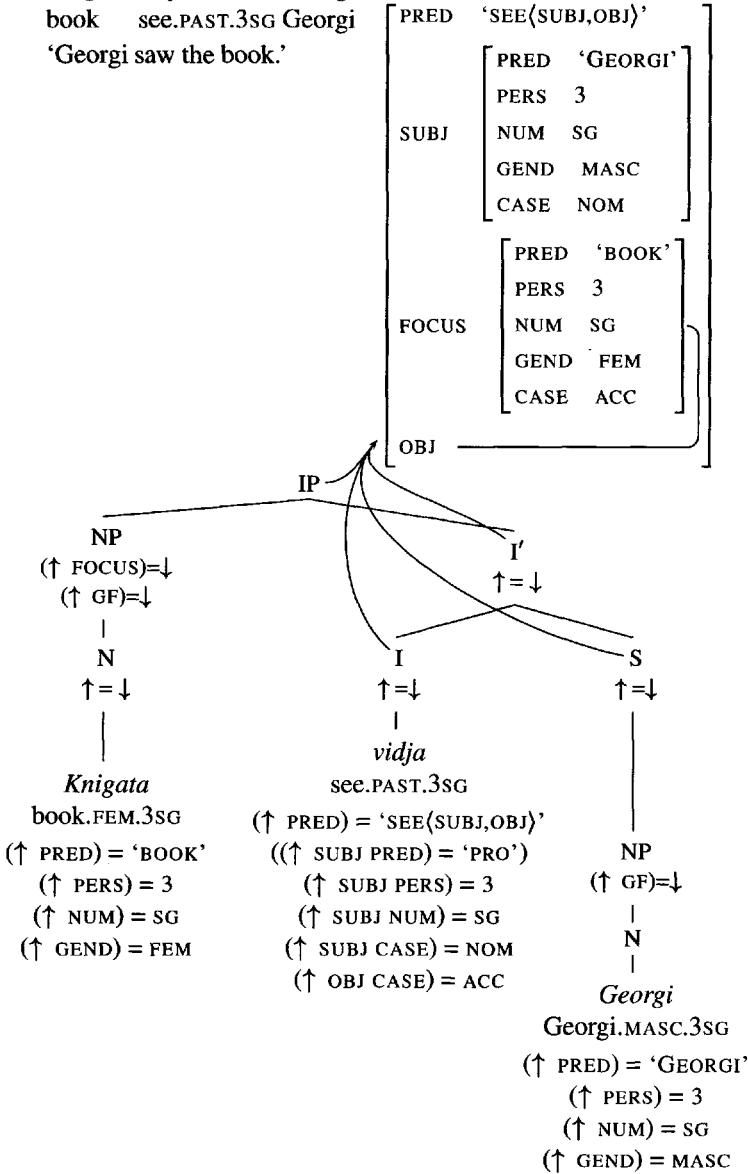 book see.PAST.3SG Georgi
‘Georgi saw the book.’
PRED ‘SEE⟨SUBJ,OBJ⟩’
SUBJ
PRED ‘GEORGI’
PERS 3
NUM SG
GEND MASC
CASE NOM
FOCUS
PRED ‘BOOK’
PERS 3
NUM SG
GEND FEM
CASE ACC
OBJ
IP
NP
(↑ FOCUS)=↓
(↑ GF)=↓
N
↑=↓
Knigata
book.FEM.3SG
(↑ PRED) = ‘BOOK’
(↑ PERS) = 3
(↑ NUM) = SG
(↑ GEND) = FEM
I′
↑=↓
I
↑=↓
vidja
see.PAST.3SG
(↑ PRED) = ‘SEE⟨SUBJ,OBJ⟩’
((↑ SUBJ PRED) = ‘PRO’)
(↑ SUBJ PERS) = 3
(↑ SUBJ NUM) = SG
(↑ SUBJ CASE) = NOM
(↑ OBJ CASE) = ACC
S
↑=↓
NP
(↑ GF)=↓
N
Georgi
Georgi.MASC.3SG
(↑ PRED) = ‘GEORGI’
(↑ PERS) = 3
(↑ NUM) = SG
(↑ GEND) = MASC